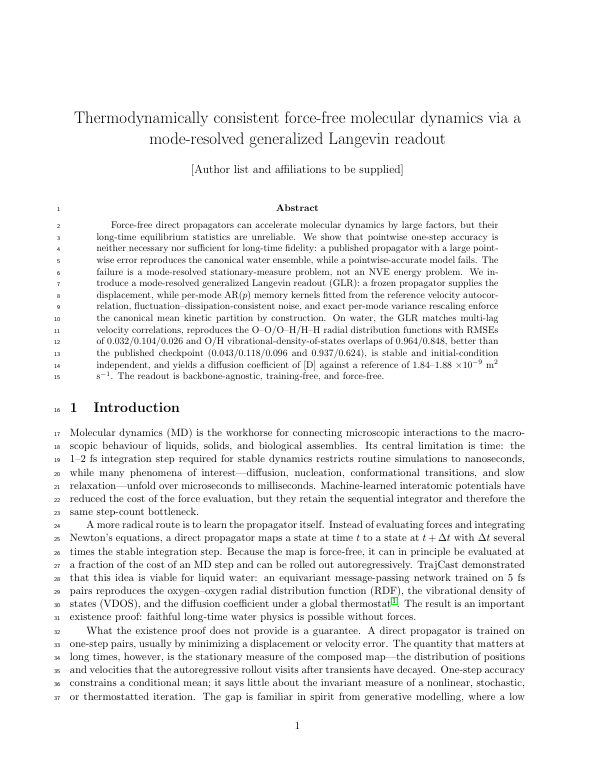 Thermodynamically consistent force-free molecular dynamics via a
mode-resolved generalized Langevin readout
[Author list and affiliations to be supplied]
1 Abstract
2 Force-free direct propagators can accelerate molecular dynamics by large factors, but their
3 long-time equilibrium statistics are unreliable. We show that pointwise one-step accuracy is
4 neither necessary nor sufficient for long-time fidelity: a published propagator with a large point-
5 wise error reproduces the canonical water ensemble, while a pointwise-accurate model fails. The
6 failure is a mode-resolved stationary-measure problem, not an NVE energy problem. We in-
7 troduce a mode-resolved generalized Langevin readout (GLR): a frozen propagator supplies the
8 displacement, while per-mode AR(p) memory kernels fitted from the reference velocity autocor-
9 relation, fluctuation–dissipation-consistent noise, and exact per-mode variance rescaling enforce
10 the canonical mean kinetic partition by construction. On water, the GLR matches multi-lag
11 velocity correlations, reproduces the O–O/O–H/H–H radial distribution functions with RMSEs
12 of 0.032/0.104/0.026 and O/H vibrational-density-of-states overlaps of 0.964/0.848, better than
13 the published checkpoint (0.043/0.118/0.096 and 0.937/0.624), is stable and initial-condition
14 independent, and yields a diffusion coefficient of [D] against a reference of 1.84–1.88 ×10⁻⁹ m²
15 s⁻¹. The readout is backbone-agnostic, training-free, and force-free.
16 1 Introduction
17 Molecular dynamics (MD) is the workhorse for connecting microscopic interactions to the macro-
18 scopic behaviour of liquids, solids, and biological assemblies. Its central limitation is time: the
19 1–2 fs integration step required for stable dynamics restricts routine simulations to nanoseconds,
20 while many phenomena of interest—diffusion, nucleation, conformational transitions, and slow
21 relaxation—unfold over microseconds to milliseconds. Machine-learned interatomic potentials have
22 reduced the cost of the force evaluation, but they retain the sequential integrator and therefore the
23 same step-count bottleneck.
24 A more radical route is to learn the propagator itself. Instead of evaluating forces and integrating
25 Newton's equations, a direct propagator maps a state at time t to a state at t + Δt with Δt several
26 times the stable integration step. Because the map is force-free, it can in principle be evaluated at
27 a fraction of the cost of an MD step and can be rolled out autoregressively. TrajCast demonstrated
28 that this idea is viable for liquid water: an equivariant message-passing network trained on 5 fs
29 pairs reproduces the oxygen–oxygen radial distribution function (RDF), the vibrational density of
30 states (VDOS), and the diffusion coefficient under a global thermostat¹. The result is an important
31 existence proof: faithful long-time water physics is possible without forces.
32 What the existence proof does not provide is a guarantee. A direct propagator is trained on
33 one-step pairs, usually by minimizing a displacement or velocity error. The quantity that matters at
34 long times, however, is the stationary measure of the composed map—the distribution of positions
35 and velocities that the autoregressive rollout visits after transients have decayed. One-step accuracy
36 constrains a conditional mean; it says little about the invariant measure of a nonlinear, stochastic,
37 or thermostatted iteration. The gap is familiar in spirit from generative modelling, where a low
1